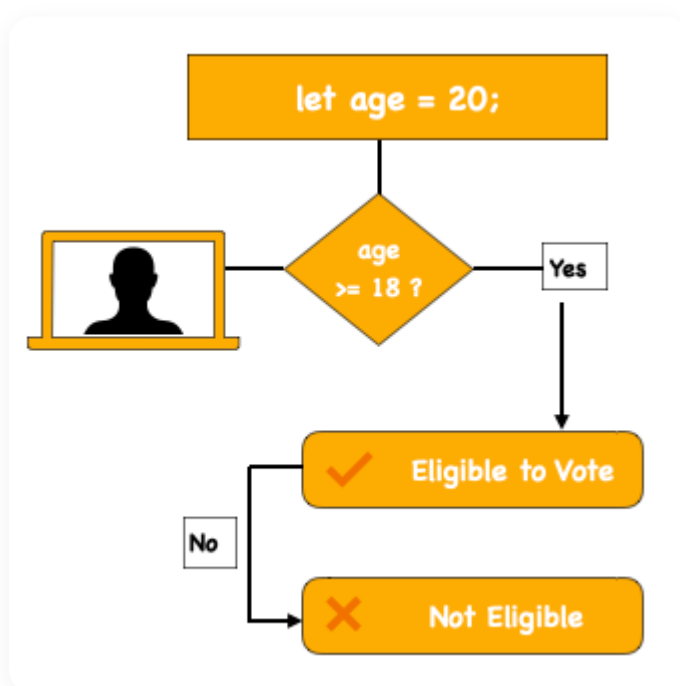 let age = 20;
age
>= 18 ?
Yes
Eligible to Vote
No
Not Eligible